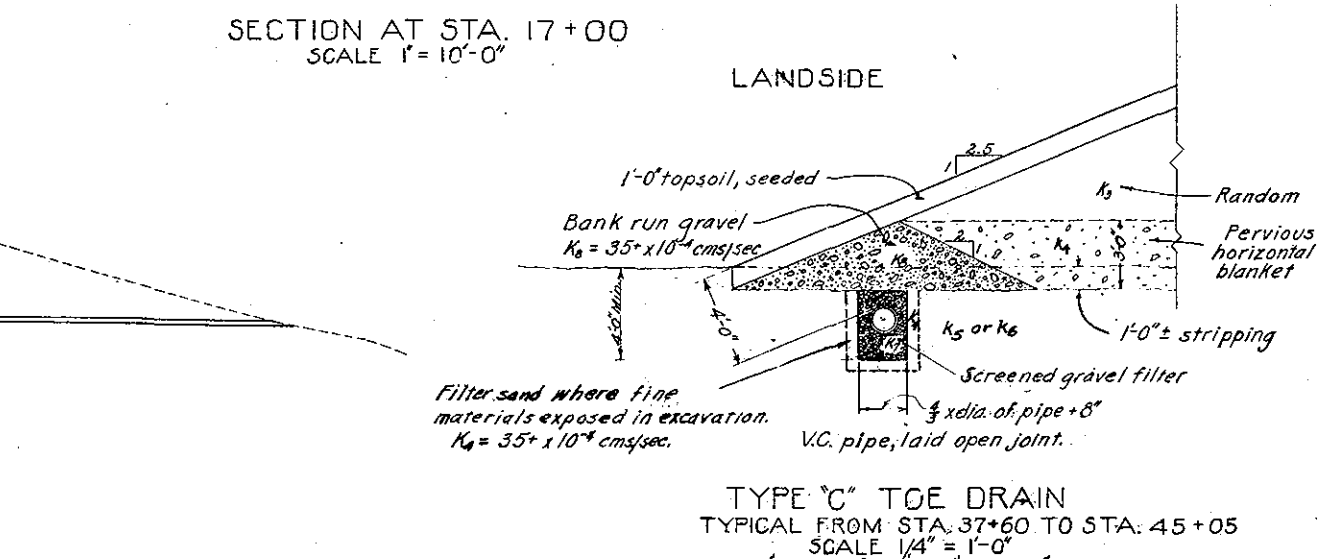 SECTION AT STA. 17+00
SCALE 1" = 10'-0"
LANDSIDE
2.5
1
1'-0" topsoil, seeded
K3
Random
Bank run gravel
K8 = 35+ x 10^-4 cms/sec
K8
2
1
k4
3'-0"
Pervious
horizontal
blanket
4'-0" Min.
4'-0"
K7
k5 or k6
1'-0" ± stripping
Screened gravel filter
Filter sand where fine
materials exposed in excavation.
= 35+ x 10^-4 cms/sec.
4/3 x dia. of pipe + 8"
V.C. pipe, laid open joint.
TYPE "C" TOE DRAIN
TYPICAL FROM STA. 37+60 TO STA. 45+05
SCALE 1/4" = 1'-0"